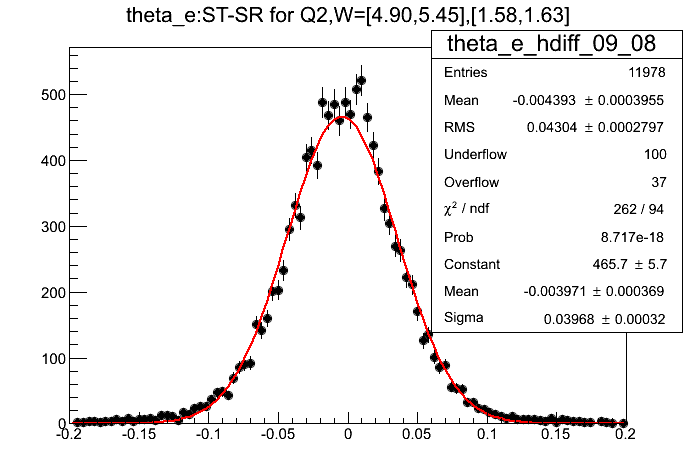 theta_e:ST-SR for Q2,W=[4.90,5.45],[1.58,1.63]
theta_e_hdiff_09_08
Entries 11978
Mean -0.004393 ± 0.0003955
RMS 0.04304 ± 0.0002797
Underflow 100
Overflow 37
χ² / ndf 262 / 94
Prob 8.717e-18
Constant 465.7 ± 5.7
Mean -0.003971 ± 0.000369
Sigma 0.03968 ± 0.00032
500
400
300
200
100
0
-0.2 -0.15 -0.1 -0.05 0 0.05 0.1 0.15 0.2